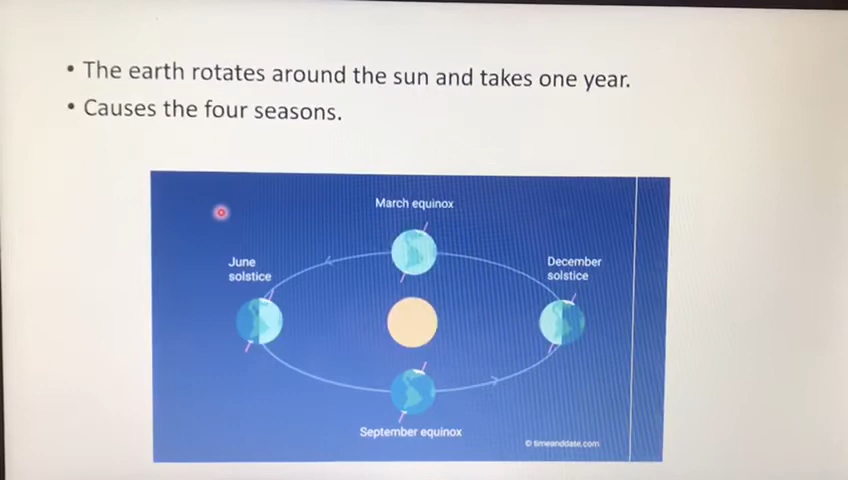 • The earth rotates around the sun and takes one year.
• Causes the four seasons.
March equinox
June
solstice
December
solstice
September equinox
© timeanddate.com